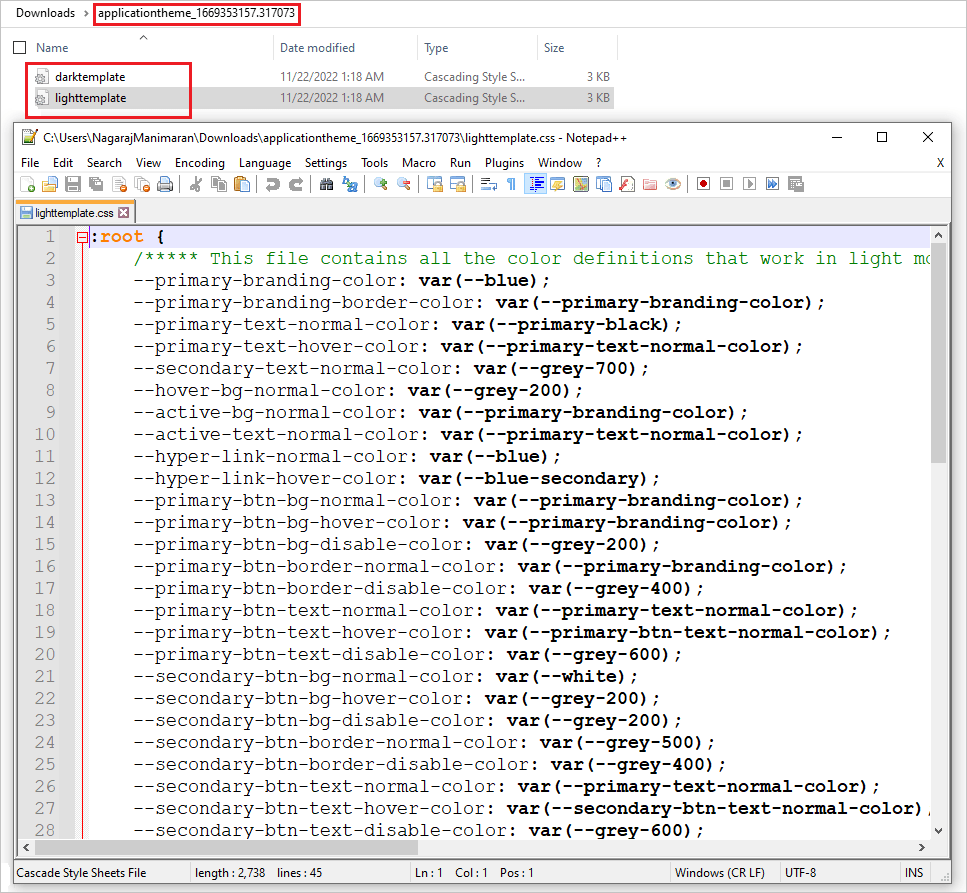 Downloads > applicationtheme_1669353157.317073
Name Date modified Type Size
darktemplate 11/22/2022 1:18 AM Cascading Style S... 3 KB
lighttemplate 11/22/2022 1:18 AM Cascading Style S... 3 KB
C:\Users\NagarajManimaran\Downloads\applicationtheme_1669353157.317073\lighttemplate.css - Notepad++
File Edit Search View Encoding Language Settings Tools Macro Run Plugins Window ? X
lighttemplate.css
1 :root {
2 /***** This file contains all the color definitions that work in light mo
3 --primary-branding-color: var(--blue);
4 --primary-branding-border-color: var(--primary-branding-color);
5 --primary-text-normal-color: var(--primary-black);
6 --primary-text-hover-color: var(--primary-text-normal-color);
7 --secondary-text-normal-color: var(--grey-700);
8 --hover-bg-normal-color: var(--grey-200);
9 --active-bg-normal-color: var(--primary-branding-color);
10 --active-text-normal-color: var(--primary-text-normal-color);
11 --hyper-link-normal-color: var(--blue);
12 --hyper-link-hover-color: var(--blue-secondary);
13 --primary-btn-bg-normal-color: var(--primary-branding-color);
14 --primary-btn-bg-hover-color: var(--primary-branding-color);
15 --primary-btn-bg-disable-color: var(--grey-200);
16 --primary-btn-border-normal-color: var(--primary-branding-color);
17 --primary-btn-border-disable-color: var(--grey-400);
18 --primary-btn-text-normal-color: var(--primary-text-normal-color);
19 --primary-btn-text-hover-color: var(--primary-btn-text-normal-color);
20 --primary-btn-text-disable-color: var(--grey-600);
21 --secondary-btn-bg-normal-color: var(--white);
22 --secondary-btn-bg-hover-color: var(--grey-200);
23 --secondary-btn-bg-disable-color: var(--grey-200);
24 --secondary-btn-border-normal-color: var(--grey-500);
25 --secondary-btn-border-disable-color: var(--grey-400);
26 --secondary-btn-text-normal-color: var(--primary-text-normal-color);
27 --secondary-btn-text-hover-color: var(--secondary-btn-text-normal-color);
28 --secondary-btn-text-disable-color: var(--grey-600);
Cascade Style Sheets File length : 2,738 lines : 45 Ln : 1 Col : 1 Pos : 1 Windows (CR LF) UTF-8 INS